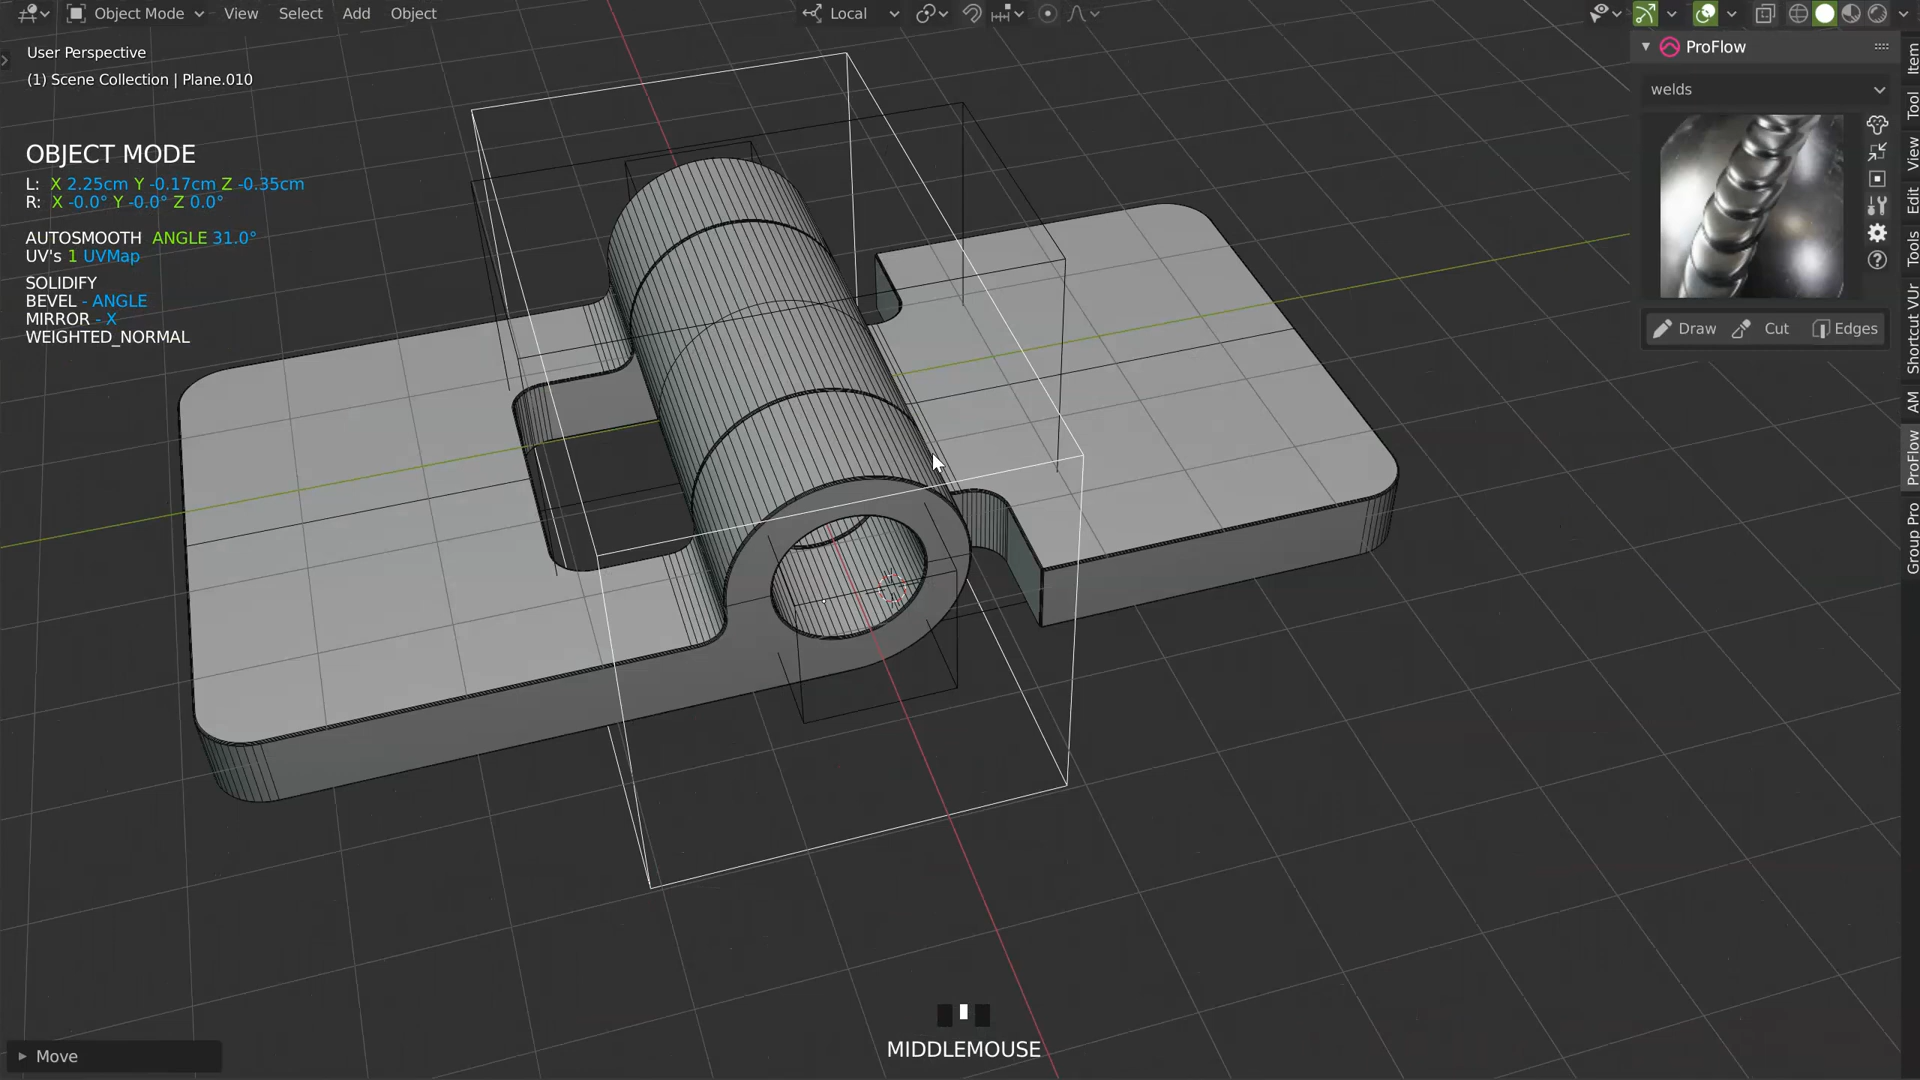 Object Mode View Select Add Object Local
User Perspective
(1) Scene Collection | Plane.010
OBJECT MODE
L: X 2.25cm Y -0.17cm Z -0.35cm
R: X -0.0° Y -0.0° Z 0.0°
AUTOSMOOTH ANGLE 31.0°
UV's 1 UVMap
SOLIDIFY
BEVEL - ANGLE
MIRROR - X
WEIGHTED_NORMAL
ProFlow
welds
Draw Cut Edges
Item
Tool
View
Edit
Tools
Shortcut VUr
AM
ProFlow
Group Pro
Move
MIDDLEMOUSE